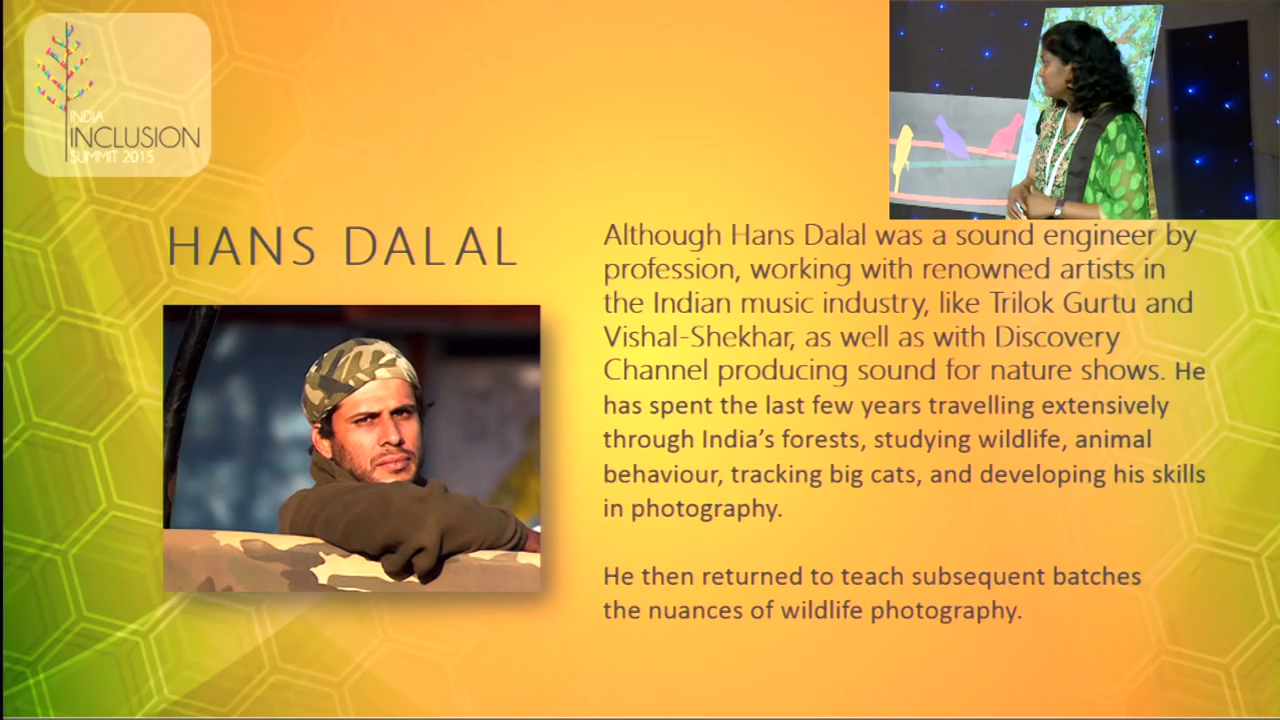 INDIA
INCLUSION
SUMMIT 2015
HANS DALAL
Although Hans Dalal was a sound engineer by
profession, working with renowned artists in
the Indian music industry, like Trilok Gurtu and
Vishal-Shekhar, as well as with Discovery
Channel producing sound for nature shows. He
has spent the last few years travelling extensively
through India's forests, studying wildlife, animal
behaviour, tracking big cats, and developing his skills
in photography.
He then returned to teach subsequent batches
the nuances of wildlife photography.